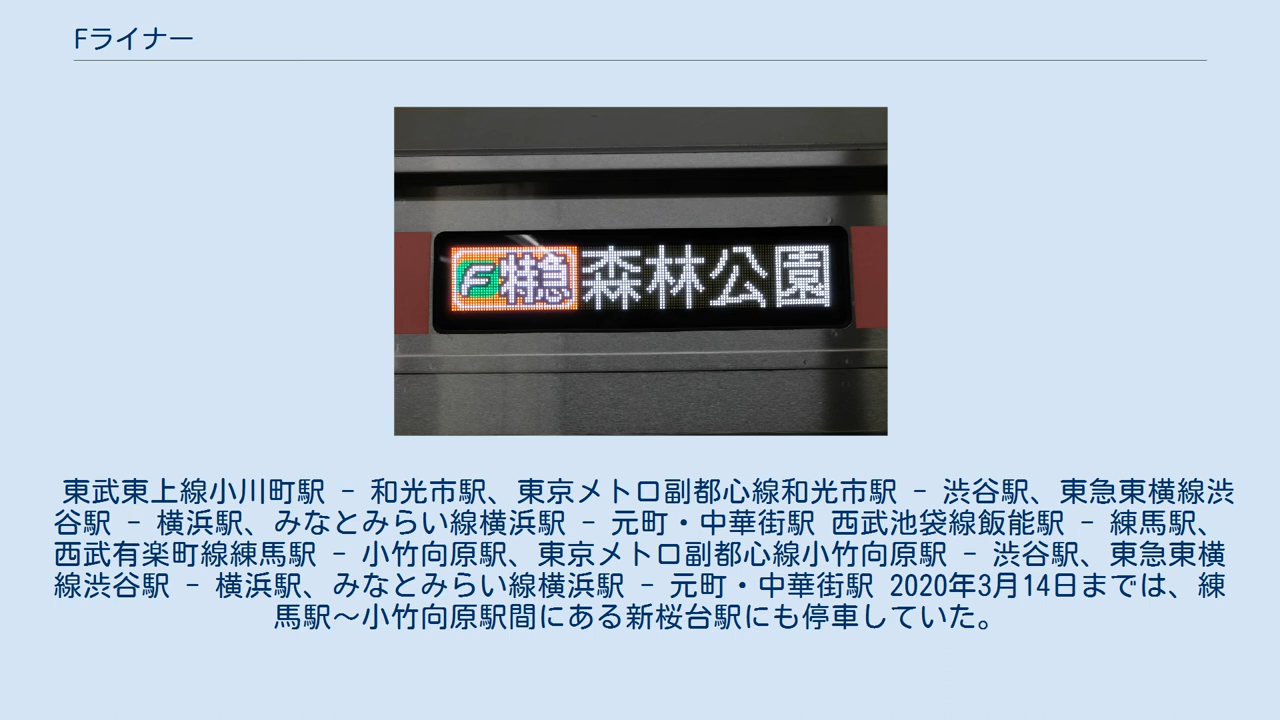 Fライナー
F特急 森林公園
東武東上線小川町駅 － 和光市駅、東京メトロ副都心線和光市駅 － 渋谷駅、東急東横線渋
谷駅 － 横浜駅、みなとみらい線横浜駅 － 元町・中華街駅 西武池袋線飯能駅 － 練馬駅、
西武有楽町線練馬駅 － 小竹向原駅、東京メトロ副都心線小竹向原駅 － 渋谷駅、東急東横
線渋谷駅 － 横浜駅、みなとみらい線横浜駅 － 元町・中華街駅 2020年3月14日までは、練
馬駅～小竹向原駅間にある新桜台駅にも停車していた。